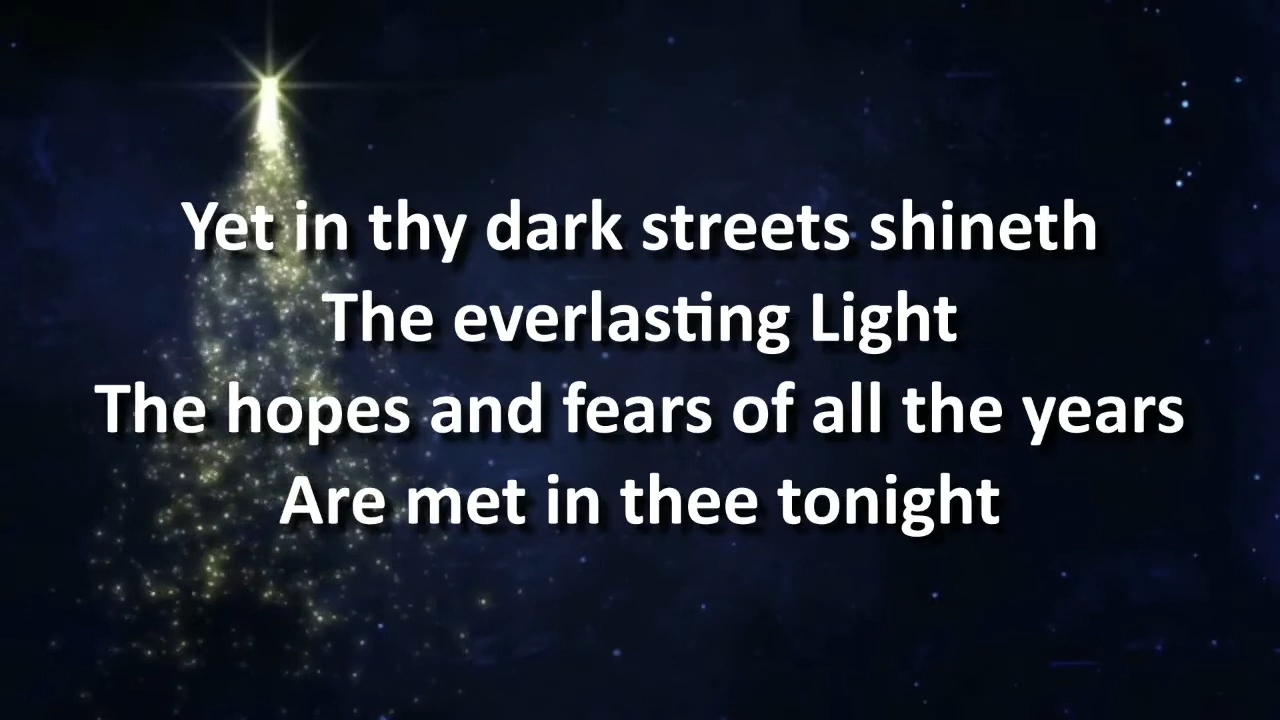 Yet in thy dark streets shineth
The everlasting Light
The hopes and fears of all the years
Are met in thee tonight